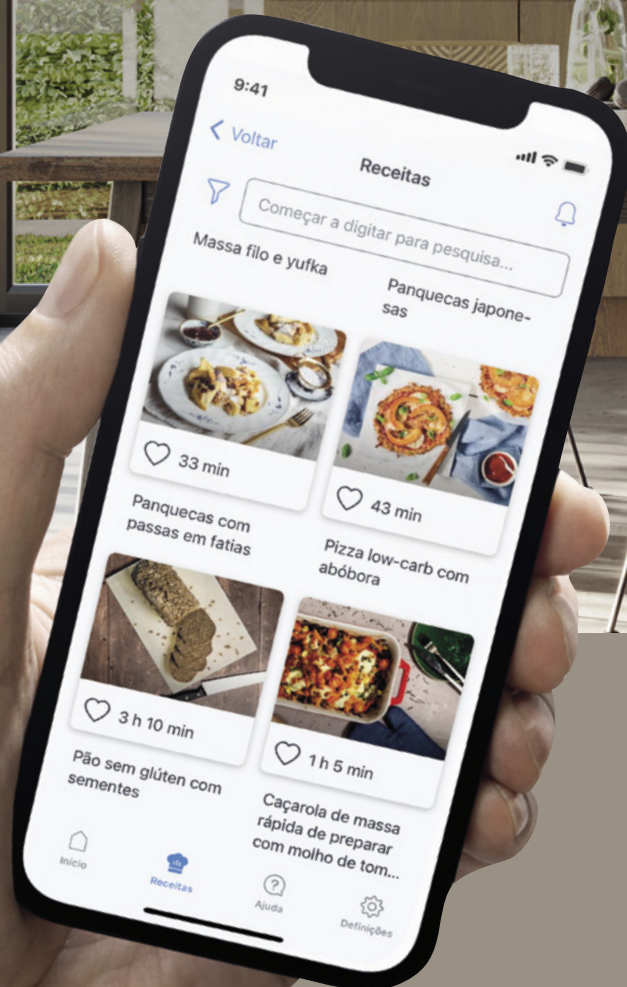 9:41
Voltar
Receitas
Começar a digitar para pesquisa...
Massa filo e yufka
Panquecas japone-
sas
33 min
43 min
Panquecas com
passas em fatias
Pizza low-carb com
abóbora
3 h 10 min
1 h 5 min
Pão sem glúten com
sementes
Caçarola de massa
rápida de preparar
com molho de tom...
Início
Receitas
Ajuda
Definições